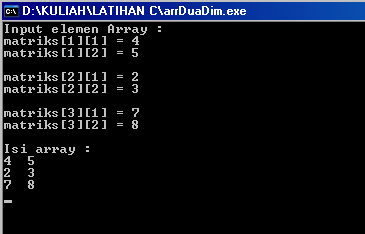 D:\KULIAH\LATIHAN C\arrDuaDim.exe
Input elemen Array :
matriks[1][1] = 4
matriks[1][2] = 5
matriks[2][1] = 2
matriks[2][2] = 3
matriks[3][1] = 7
matriks[3][2] = 8
Isi array :
4 5
2 3
7 8